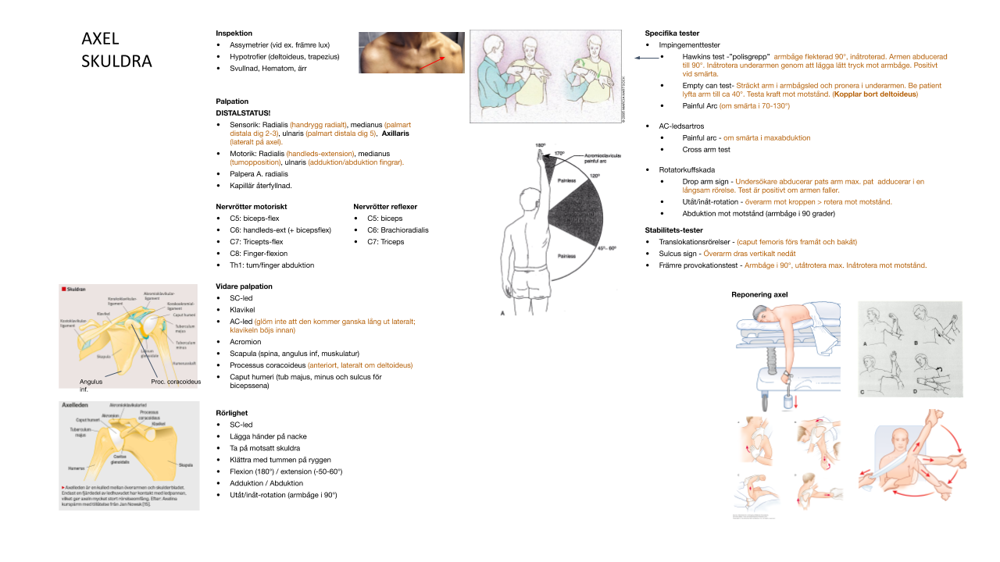 AXEL
SKULDRA
Inspektion
• Assymetrier (vid ex. främre lux)
• Hypotrofier (deltoideus, trapezius)
• Svullnad, Hematom, ärr
Palpation
DISTALSTATUS!
• Sensorik: Radialis (handrygg radialt), medianus (palmart
distala dig 2-3), ulnaris (palmart distala dig 5), Axillaris
(lateralt på axel).
• Motorik: Radialis (handleds-extension), medianus
(tumopposition), ulnaris (adduktion/abduktion fingrar).
• Palpera A. radialis
• Kapillär återfyllnad.
Nervrötter motoriskt
• C5: biceps-flex
• C6: handleds-ext (+ bicepsflex)
• C7: Tricepts-flex
• C8: Finger-flexion
• Th1: tum/finger abduktion
Nervrötter reflexer
• C5: biceps
• C6: Brachioradialis
• C7: Triceps
Vidare palpation
• SC-led
• Klavikel
• AC-led (glöm inte att den kommer ganska lång ut lateralt;
klavikeln böjs innan)
• Acromion
• Scapula (spina, angulus inf, muskulatur)
• Processus coracoideus (anteriort, lateralt om deltoideus)
• Caput humeri (tub majus, minus och sulcus för
bicepssena)
Rörlighet
• SC-led
• Lägga händer på nacke
• Ta på motsatt skuldra
• Klättra med tummen på ryggen
• Flexion (180°) / extension (-50-60°)
• Adduktion / Abduktion
• Utåt/inåt-rotation (armbåge i 90°)
Skuldran
Akromioklavikular-
ligament
Korakoklavikular-
ligament
Korakoakromial-
ligament
Klavikel
Caput humeri
Kostoklavikular-
ligament
Tuberculum
majus
Tuberculum
minus
Labrum
glenoidale
Skapula
Humerusskaft
Angulus
inf.
Proc. coracoideus
Axelleden
Akromioklavikularled
Akromion
Processus
coracoideus
Caput humeri
Klavikel
Tuberculum
majus
Cavitas
glenoidalis
Humerus
Skapula
Axelleden är en kulled mellan överarmen och skulderbladet.
Endast en fjärdedel av ledhuvudet har kontakt med ledpannan,
vilket ger axeln mycket stort rörelseomfång. Efter: Axelina
kurspärm med tillåtelse från Jan Nowak [15].
180°
170°
Acromioclavicular
painful arc
Painless
120°
45°– 60°
Painless
A
Specifika tester
• Impingementtester
• Hawkins test -”polisgrepp” armbåge flekterad 90°, inåtroterad. Armen abducerad
till 90°. Inåtrotera underarmen genom att lägga lätt tryck mot armbåge. Positivt
vid smärta.
• Empty can test- Sträckt arm i armbågsled och pronera i underarmen. Be patient
lyfta arm till ca 40°. Testa kraft mot motstånd. (Kopplar bort deltoideus)
• Painful Arc (om smärta i 70-130°)
• AC-ledsartros
• Painful arc - om smärta i maxabduktion
• Cross arm test
• Rotatorkuffskada
• Drop arm sign - Undersökare abducerar pats arm max. pat adducerar i en
långsam rörelse. Test är positivt om armen faller.
• Utåt/inåt-rotation - överarm mot kroppen > rotera mot motstånd.
• Abduktion mot motstånd (armbåge i 90 grader)
Stabilitets-tester
• Translokationsrörelser - (caput femoris förs framåt och bakåt)
• Sulcus sign - Överarm dras vertikalt nedåt
• Främre provokationstest - Armbåge i 90°, utåtrotera max. Inåtrotera mot motstånd.
Reponering axel
A
B
C
D